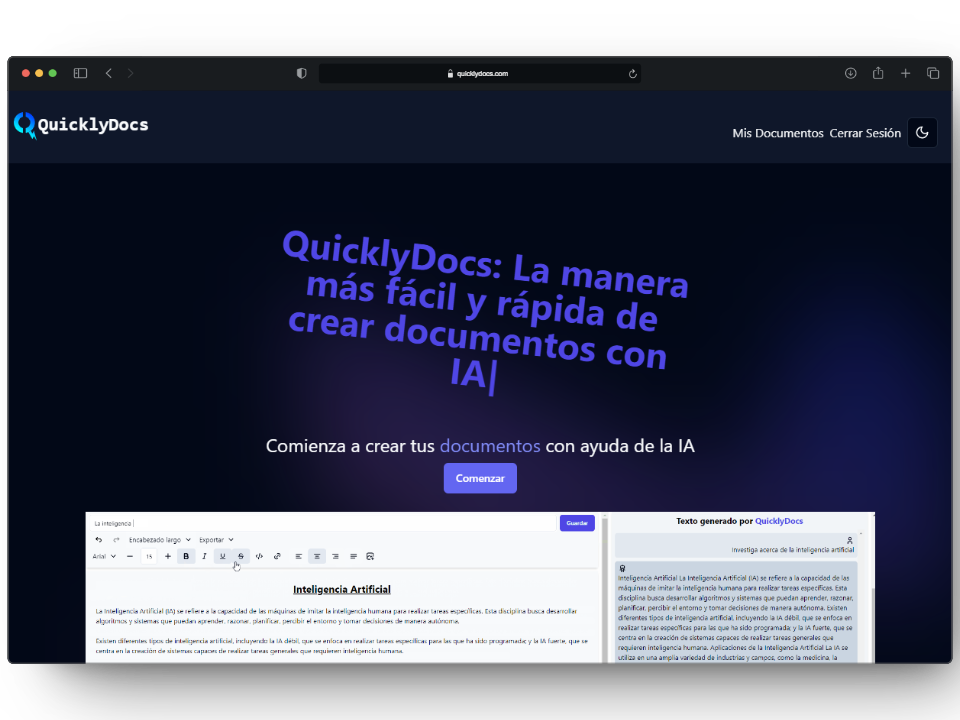 quicklydocs.com
QuicklyDocs
Mis Documentos Cerrar Sesión
QuicklyDocs: La manera
más fácil y rápida de
crear documentos con
IA|
Comienza a crear tus documentos con ayuda de la IA
Comenzar
La inteligencia
Guardar
Encabezado largo
Exportar
Arial
15
B I U S
Inteligencia Artificial
La Inteligencia Artificial (IA) se refiere a la capacidad de las máquinas de imitar la inteligencia humana para realizar tareas específicas. Esta disciplina busca desarrollar
algoritmos y sistemas que puedan aprender, razonar, planificar, percibir el entorno y tomar decisiones de manera autónoma.
Existen diferentes tipos de inteligencia artificial, incluyendo la IA débil, que se enfoca en realizar tareas específicas para las que ha sido programada; y la IA fuerte, que se
centra en la creación de sistemas capaces de realizar tareas generales que requieren inteligencia humana.
Texto generado por QuicklyDocs
Investiga acerca de la inteligencia artificial
Inteligencia Artificial La Inteligencia Artificial (IA) se refiere a la capacidad de las
máquinas de imitar la inteligencia humana para realizar tareas específicas. Esta
disciplina busca desarrollar algoritmos y sistemas que puedan aprender, razonar,
planificar, percibir el entorno y tomar decisiones de manera autónoma. Existen
diferentes tipos de inteligencia artificial, incluyendo la IA débil, que se enfoca en
realizar tareas específicas para las que ha sido programada; y la IA fuerte, que se
centra en la creación de sistemas capaces de realizar tareas generales que
requieren inteligencia humana. Aplicaciones de la Inteligencia Artificial La IA se
utiliza en una amplia variedad de industrias y campos, como la medicina, la